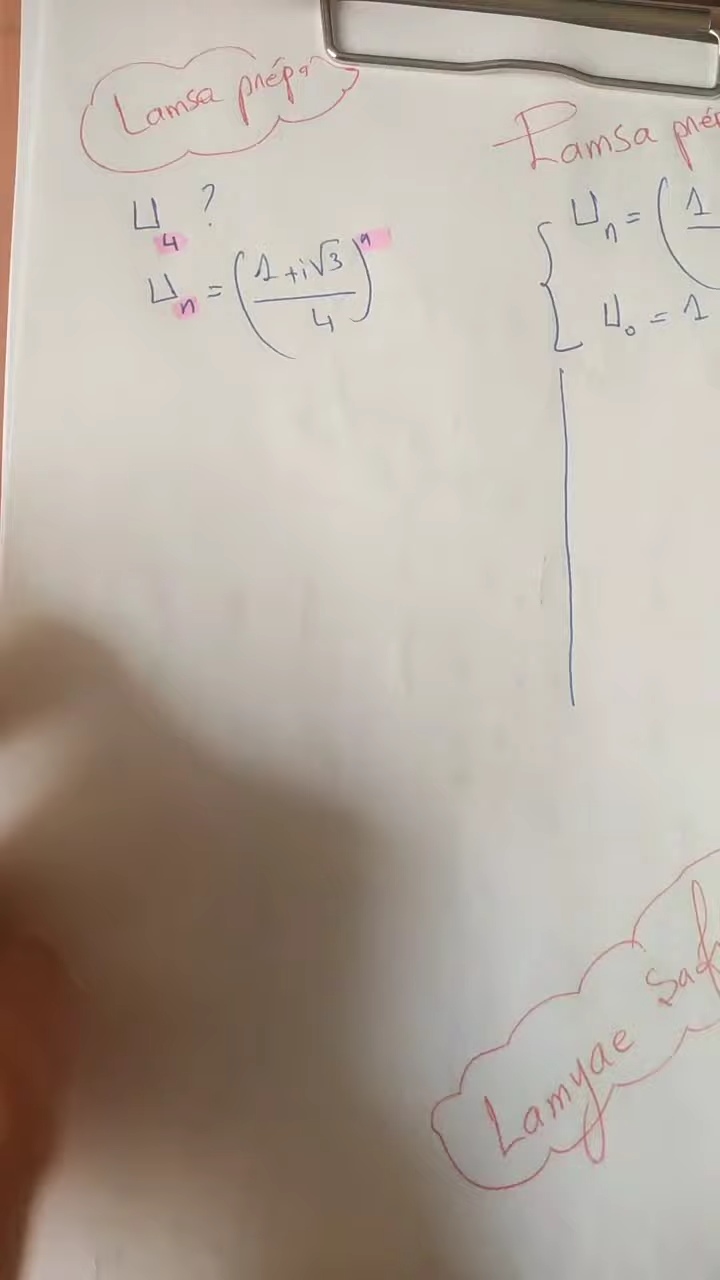 Lamsa prépa
U₄ ?
Uₙ = ((1+i√3)/4)ⁿ
Lamsa pré
Uₙ = (1
U₀ = 1
Lamyae Saf